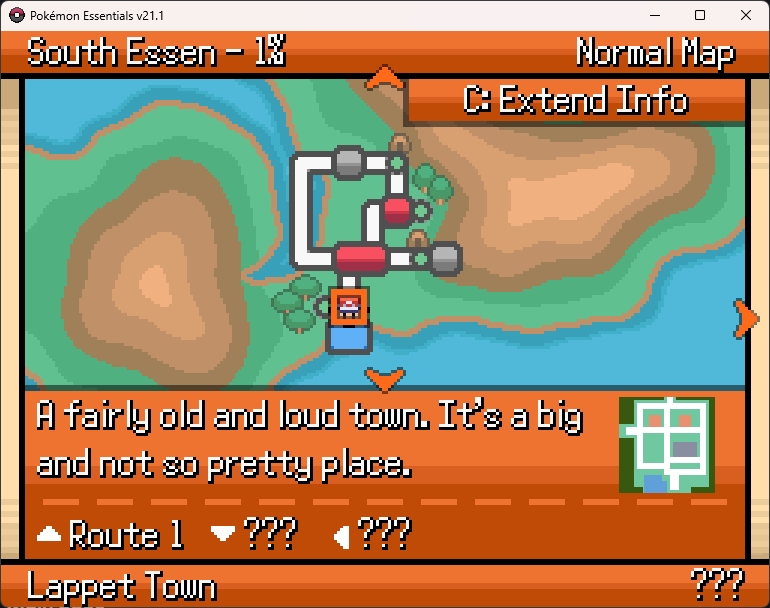 Pokémon Essentials v21.1
South Essen - 1% Normal Map
C: Extend Info
A fairly old and loud town. It's a big
and not so pretty place.
Route 1 ??? ???
Lappet Town ???